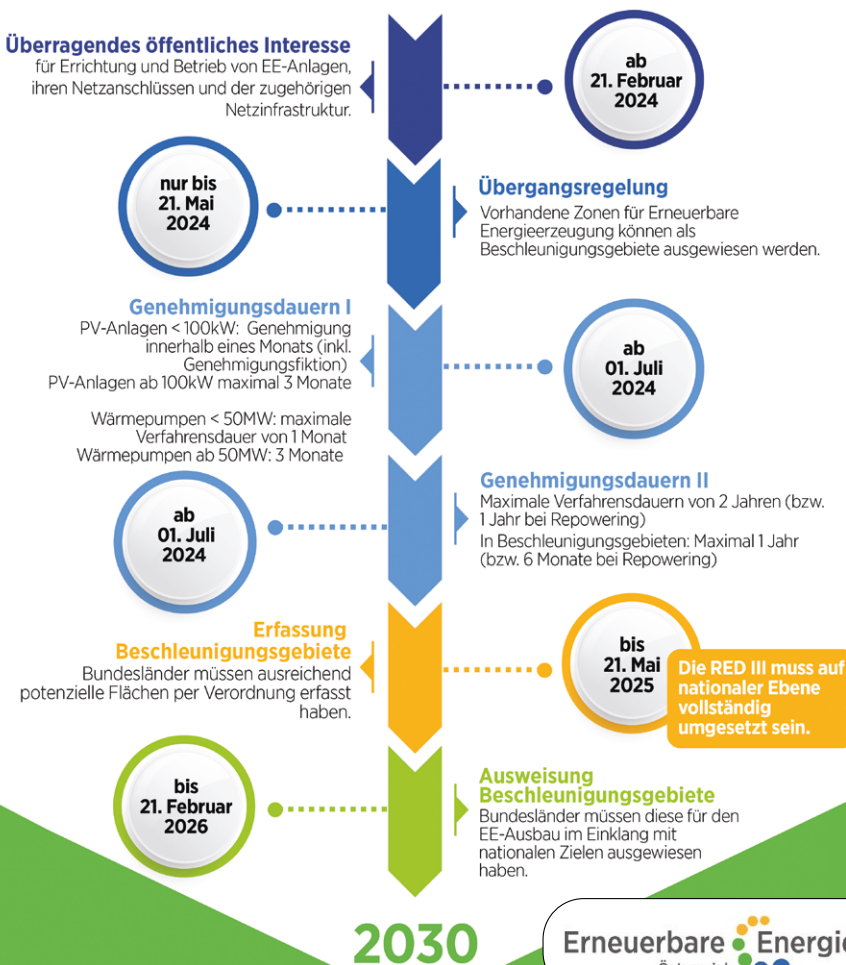 Überragendes öffentliches Interesse
für Errichtung und Betrieb von EE-Anlagen,
ihren Netzanschlüssen und der zugehörigen
Netzinfrastruktur.
ab
21. Februar
2024
nur bis
21. Mai
2024
Übergangsregelung
Vorhandene Zonen für Erneuerbare
Energieerzeugung können als
Beschleunigungsgebiete ausgewiesen werden.
Genehmigungsdauern I
PV-Anlagen < 100kW: Genehmigung
innerhalb eines Monats (inkl.
Genehmigungsfiktion)
PV-Anlagen ab 100kW maximal 3 Monate
Wärmepumpen < 50MW: maximale
Verfahrensdauer von 1 Monat
Wärmepumpen ab 50MW: 3 Monate
ab
01. Juli
2024
ab
01. Juli
2024
Genehmigungsdauern II
Maximale Verfahrensdauern von 2 Jahren (bzw.
1 Jahr bei Repowering)
In Beschleunigungsgebieten: Maximal 1 Jahr
(bzw. 6 Monate bei Repowering)
Erfassung
Beschleunigungsgebiete
Bundesländer müssen ausreichend
potenzielle Flächen per Verordnung erfasst
haben.
bis
21. Mai
2025
Die RED III muss auf
nationaler Ebene
vollständig
umgesetzt sein.
bis
21. Februar
2026
Ausweisung
Beschleunigungsgebiete
Bundesländer müssen diese für den
EE-Ausbau im Einklang mit
nationalen Zielen ausgewiesen
haben.
2030
Erneuerbare Energie